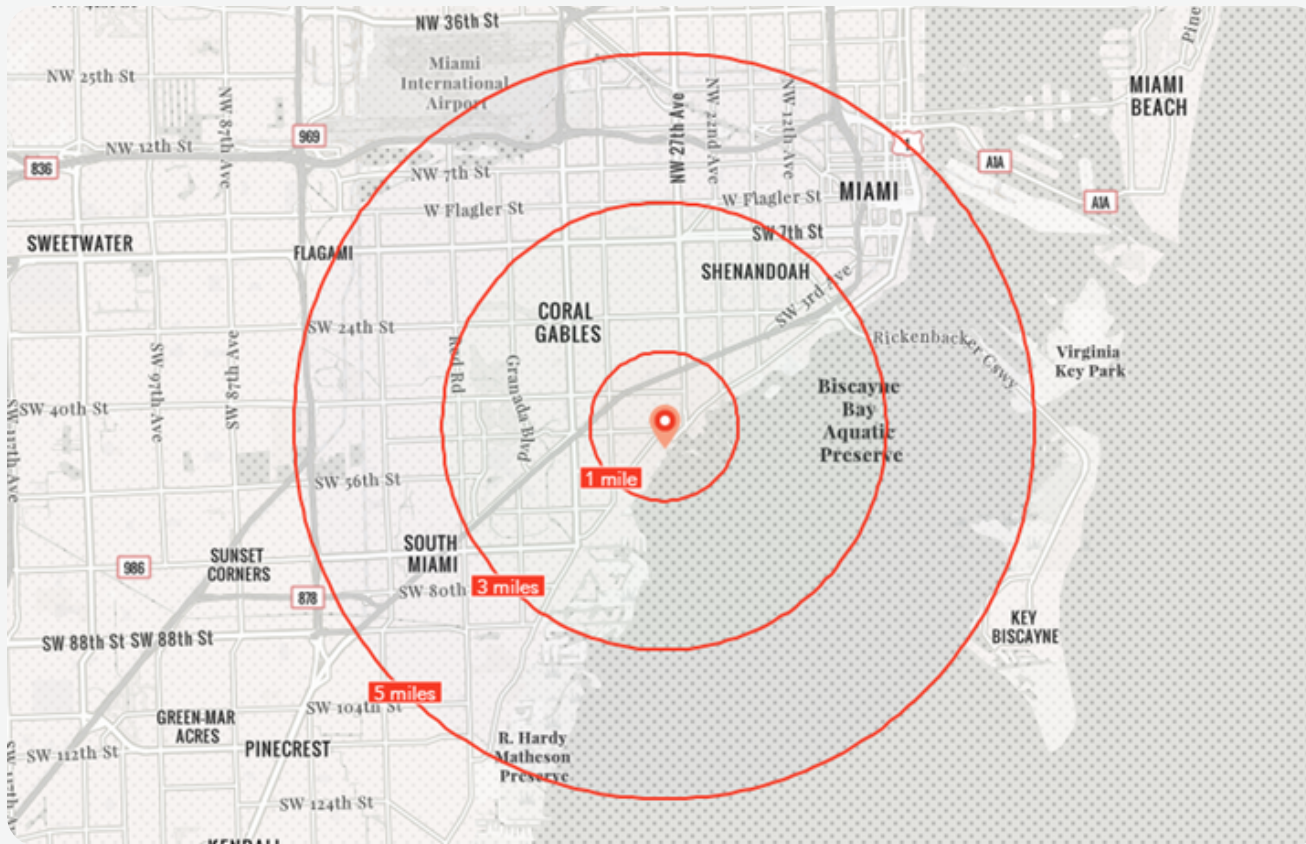 NW 36th St
Miami
International
Airport
NW 25th St
NW 87th Ave
NW 27th Ave
NW 22nd Ave
NW 12th Ave
MIAMI
BEACH
Pine
969
836
NW 12th St
1
A1A
A1A
NW 7th St
W Flagler St
W Flagler St
MIAMI
SW 7th St
SWEETWATER
FLAGAMI
SHENANDOAH
SW 3rd Ave
CORAL
GABLES
SW 24th St
Rickenbacker Cswy
Virginia
Key Park
SW 97th Ave
SW 87th Ave
Red Rd
Granada Blvd
Biscayne
Bay
Aquatic
Preserve
SW 40th St
SW 117th Ave
1 mile
SW 56th St
SUNSET
CORNERS
SOUTH
MIAMI
986
878
SW 80th
3 miles
SW 88th St SW 88th St
KEY
BISCAYNE
5 miles
SW 104th St
GREEN-MAR
ACRES
PINECREST
R. Hardy
Matheson
Preserve
SW 112th St
SW 124th St
KENDALL